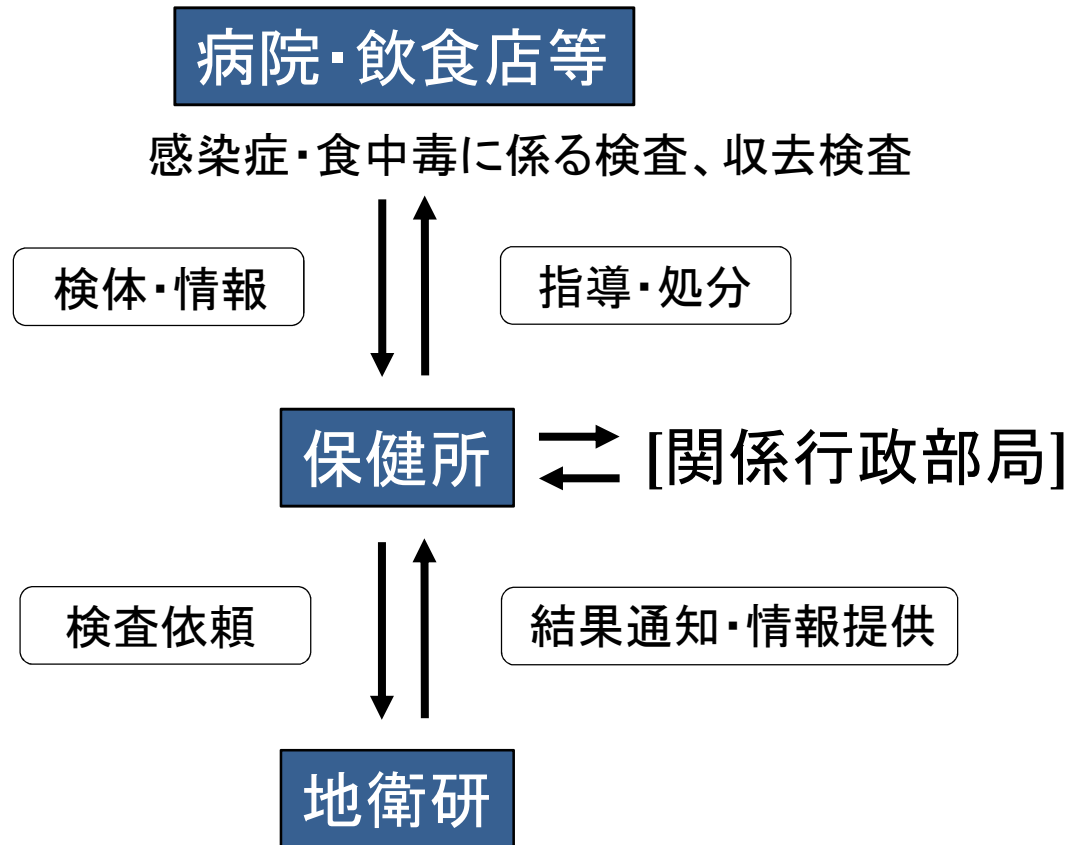 病院・飲食店等
感染症・食中毒に係る検査、収去検査
検体・情報
指導・処分
保健所
[関係行政部局]
検査依頼
結果通知・情報提供
地衛研